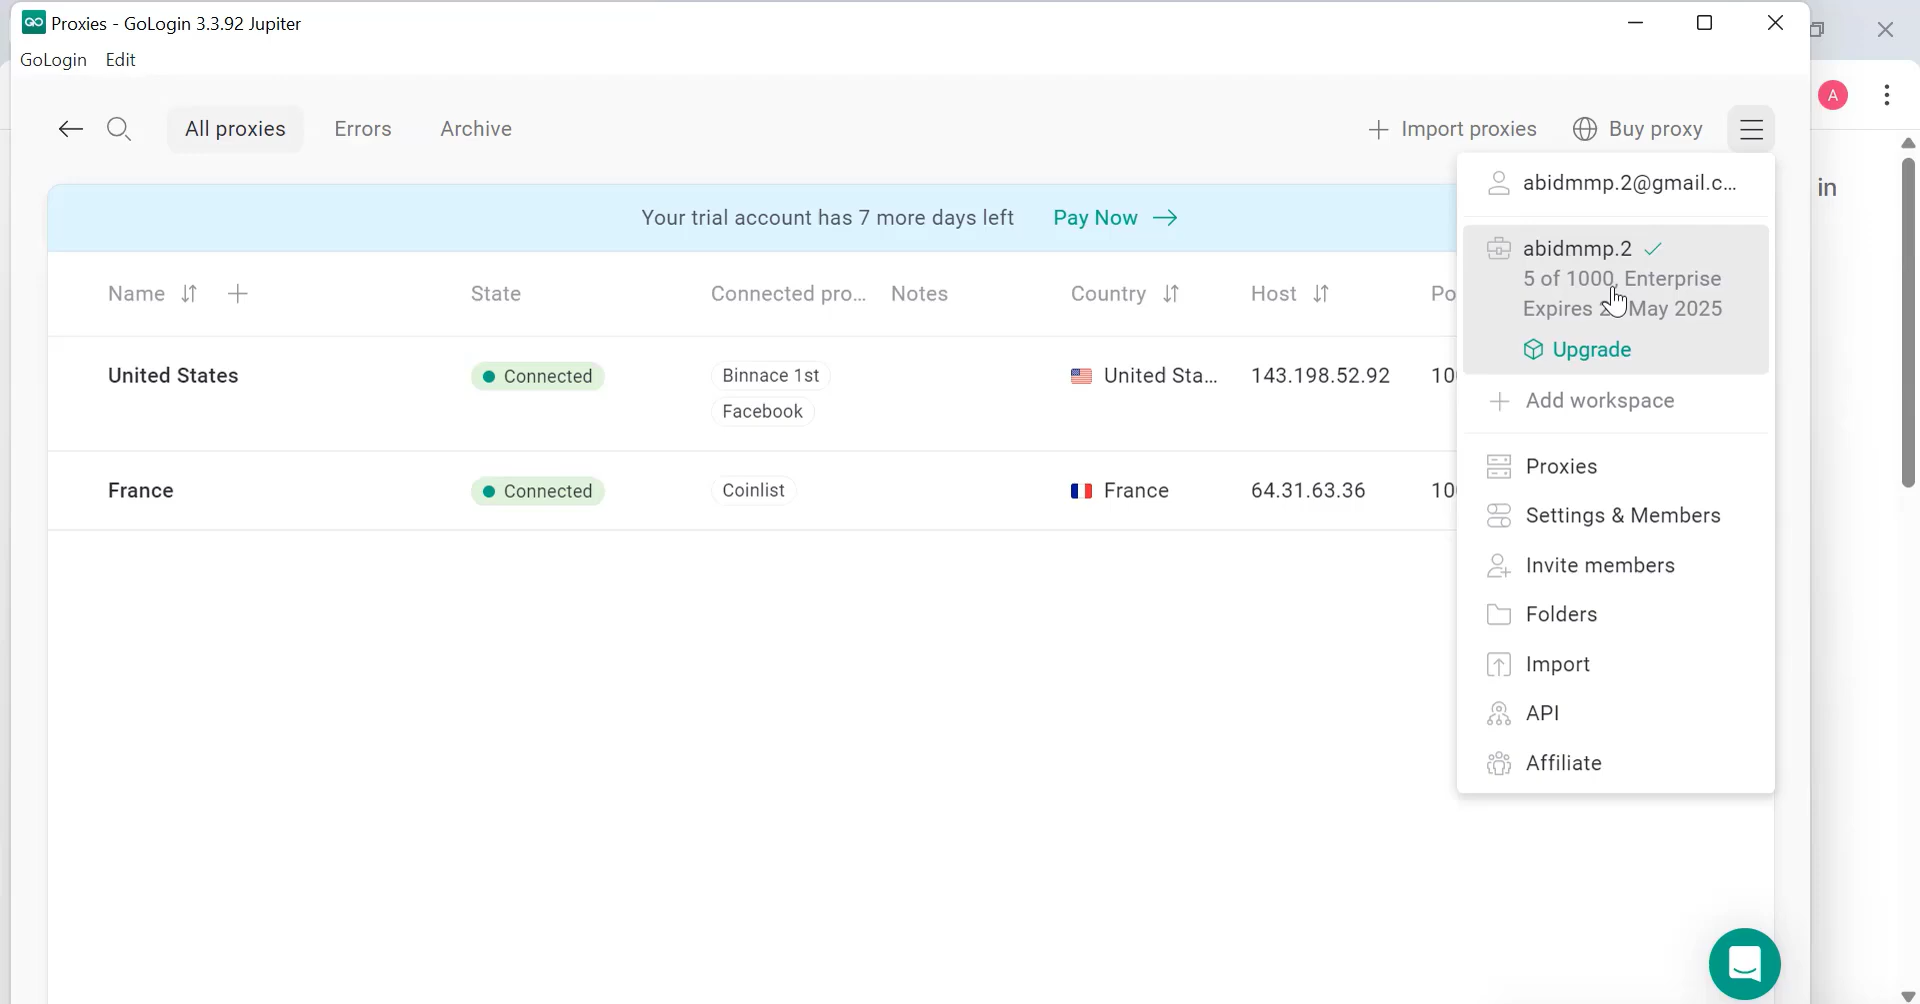 Proxies - GoLogin 3.3.92 Jupiter
GoLogin Edit
All proxies Errors Archive Import proxies Buy proxy
A
abidmmp.2@gmail.c...
in
Your trial account has 7 more days left Pay Now
abidmmp.2
5 of 1000, Enterprise
Expires 2 May 2025
Upgrade
Name State Connected pro... Notes Country Host Po
United States Connected Binnace 1st United Sta... 143.198.52.92 10
Facebook
Add workspace
France Connected Coinlist France 64.31.63.36 10
Proxies
Settings & Members
Invite members
Folders
Import
API
Affiliate